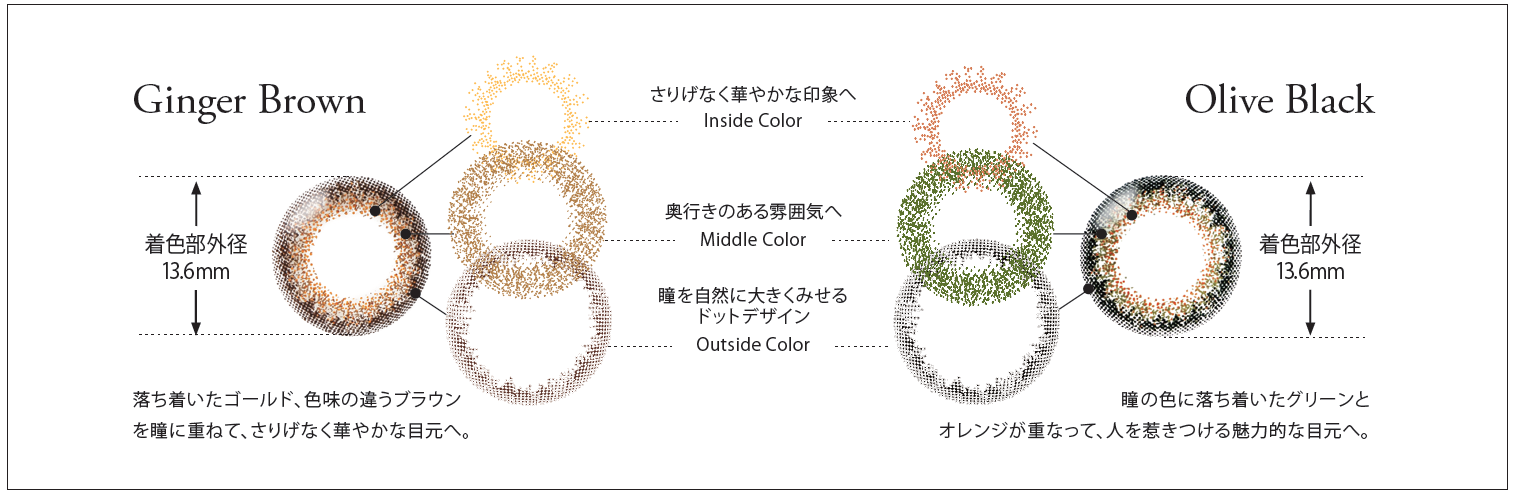 Ginger Brown
着色部外径
13.6mm
落ち着いたゴールド、色味の違うブラウン
を瞳に重ねて、さりげなく華やかな目元へ。
さりげなく華やかな印象へ
Inside Color
奥行きのある雰囲気へ
Middle Color
瞳を自然に大きくみせる
ドットデザイン
Outside Color
Olive Black
着色部外径
13.6mm
瞳の色に落ち着いたグリーンと
オレンジが重なって、人を惹きつける魅力的な目元へ。